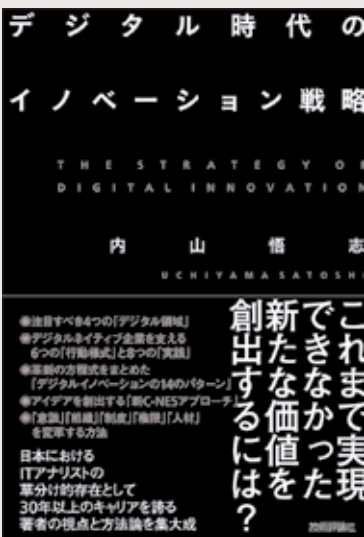 デジタル時代の
イノベーション戦略
THE STRATEGY OF
DIGITAL INNOVATION
内山悟志
UCHIYAMA SATOSHI
これまで実現
できなかった
新たな価値を
創出するには?
◉注目すべき4つの「デジタル領域」
◉デジタルネイティブ企業を支える
6つの「行動様式」と8つの「実践」
◉革新の方程式をまとめた
「デジタルイノベーションの14のパターン」
◉アイデアを創出する「新C-NESアプローチ」
◉「意識」「組織」「制度」「権限」「人材」
を変革する方法
日本における
ITアナリストの
草分け的存在として
30年以上のキャリアを誇る
著者の視点と方法論を集大成
技術評論社